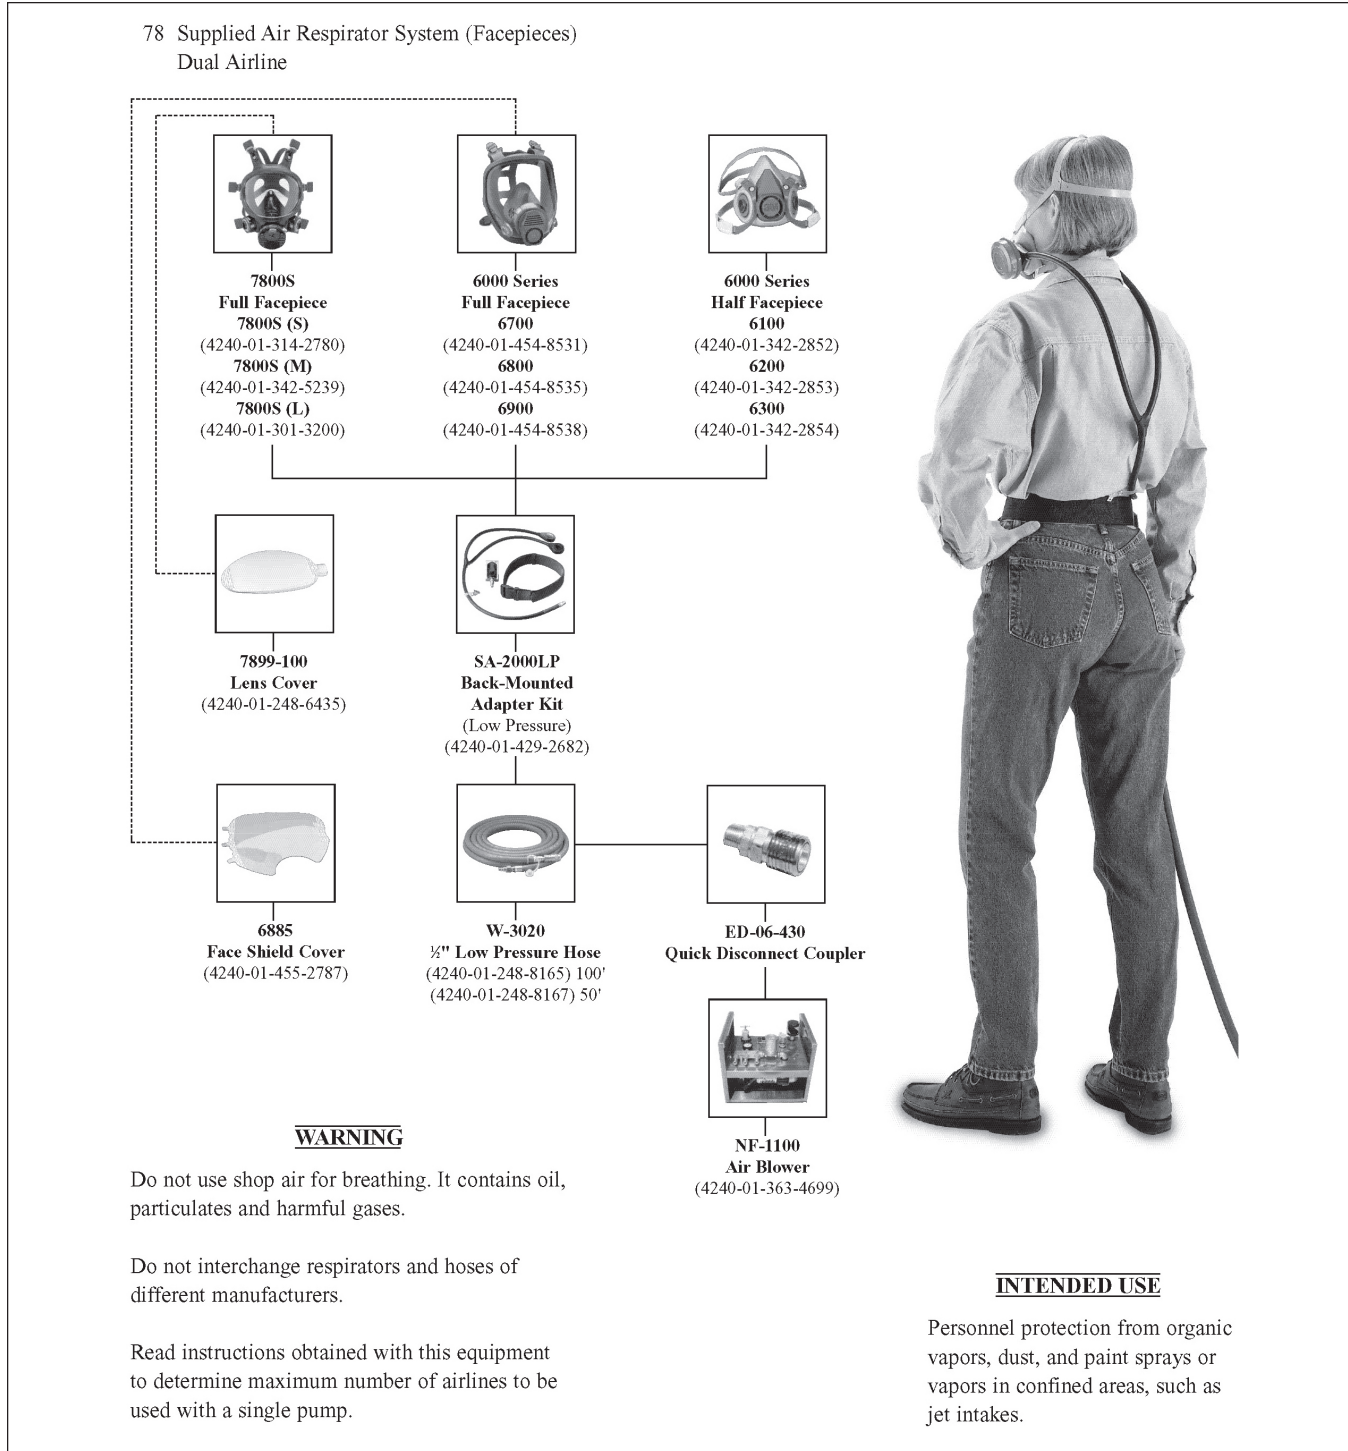 78 Supplied Air Respirator System (Facepieces)
Dual Airline
7800S
Full Facepiece
7800S (S)
(4240-01-314-2780)
7800S (M)
(4240-01-342-5239)
7800S (L)
(4240-01-301-3200)
6000 Series
Full Facepiece
6700
(4240-01-454-8531)
6800
(4240-01-454-8535)
6900
(4240-01-454-8538)
6000 Series
Half Facepiece
6100
(4240-01-342-2852)
6200
(4240-01-342-2853)
6300
(4240-01-342-2854)
7899-100
Lens Cover
(4240-01-248-6435)
SA-2000LP
Back-Mounted
Adapter Kit
(Low Pressure)
(4240-01-429-2682)
6885
Face Shield Cover
(4240-01-455-2787)
W-3020
½" Low Pressure Hose
(4240-01-248-8165) 100'
(4240-01-248-8167) 50'
ED-06-430
Quick Disconnect Coupler
NF-1100
Air Blower
(4240-01-363-4699)
WARNING
Do not use shop air for breathing. It contains oil,
particulates and harmful gases.
Do not interchange respirators and hoses of
different manufacturers.
Read instructions obtained with this equipment
to determine maximum number of airlines to be
used with a single pump.
INTENDED USE
Personnel protection from organic
vapors, dust, and paint sprays or
vapors in confined areas, such as
jet intakes.